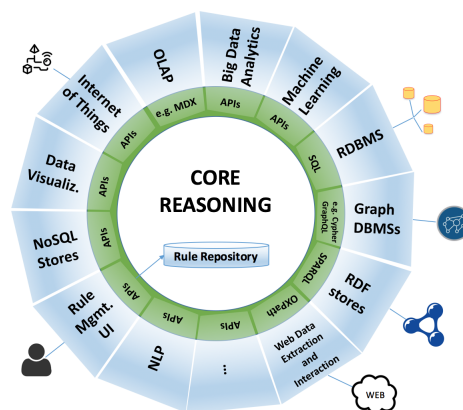 OLAP
Big Data
Analytics
Machine
Learning
RDBMS
Graph
DBMSs
RDF
stores
Web Data
Extraction
and
Interaction
WEB
...
NLP
Rule
Mgmt.
UI
NoSQL
Stores
Data
Visualiz.
Internet
of Things
e.g. MDX
APIs
APIs
SQL
e.g. Cypher
GraphQL
SPARQL
OXPath
APIs
APIs
APIs
APIs
APIs
APIs
CORE
REASONING
Rule Repository